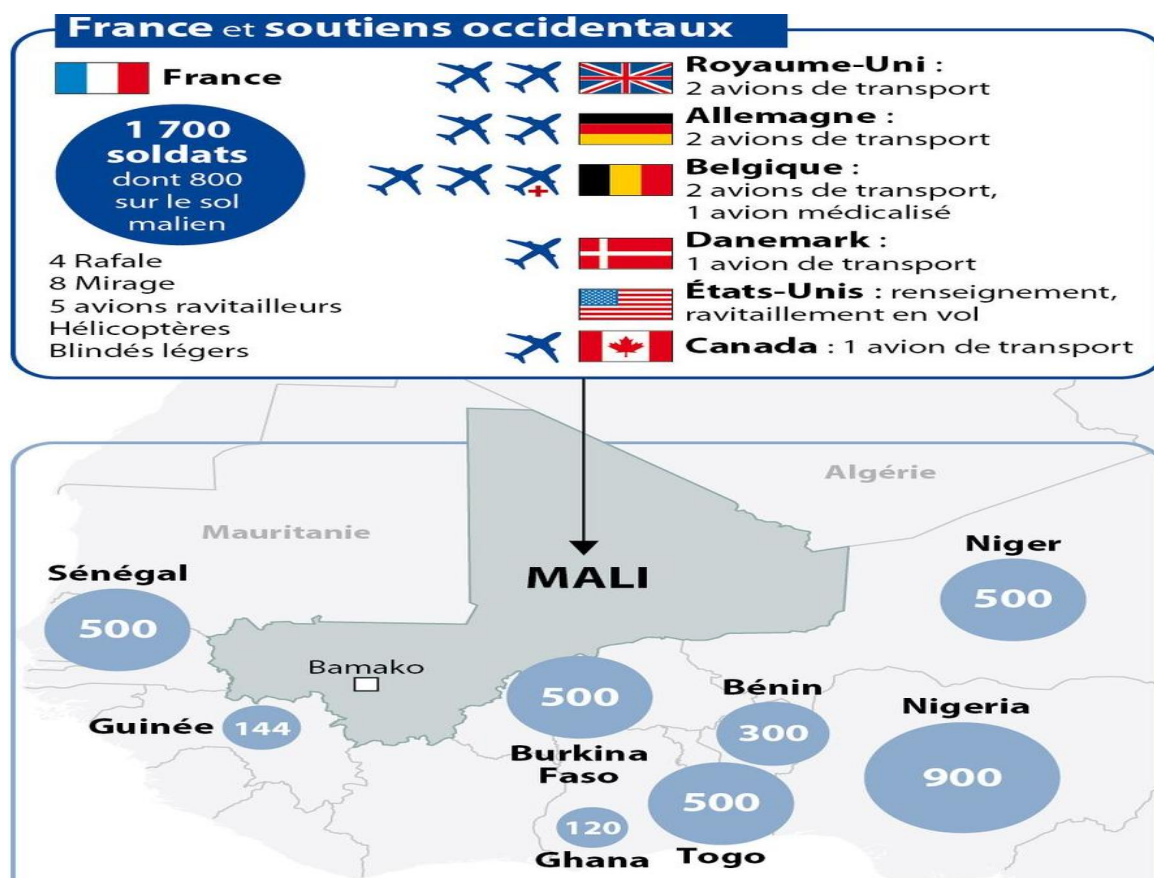 France et soutiens occidentaux
France
1 700
soldats
dont 800
sur le sol
malien
4 Rafale
8 Mirage
5 avions ravitailleurs
Hélicoptères
Blindés légers
Royaume-Uni :
2 avions de transport
Allemagne :
2 avions de transport
Belgique :
2 avions de transport,
1 avion médicalisé
Danemark :
1 avion de transport
États-Unis : renseignement,
ravitaillement en vol
Canada : 1 avion de transport
Algérie
Mauritanie
Niger
500
Sénégal
500
MALI
Bamako
Guinée
144
500
Burkina
Faso
Bénin
300
Nigeria
900
500
Togo
120
Ghana